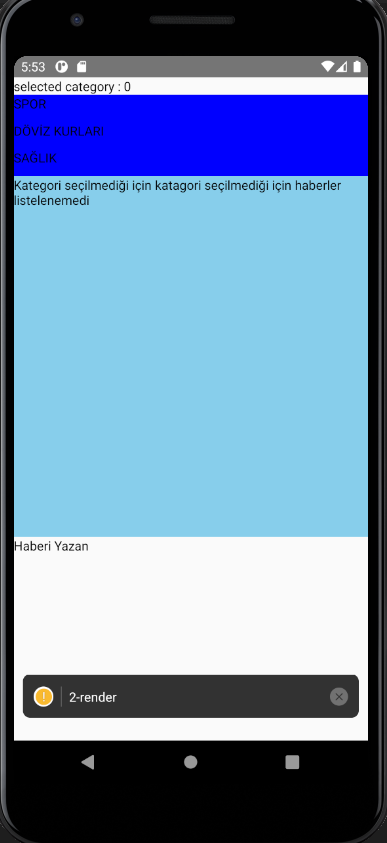 5:53
selected category : 0
SPOR
DÖVİZ KURLARI
SAĞLIK
Kategori seçilmediği için katagori seçilmediği için haberler
listelenemedi
Haberi Yazan
2-render